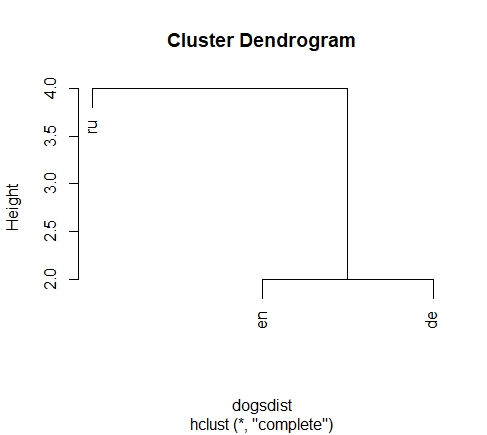 Cluster Dendrogram
Height
4.0
3.5
3.0
2.5
2.0
ru
en
de
dogsdist
hclust (*, "complete")